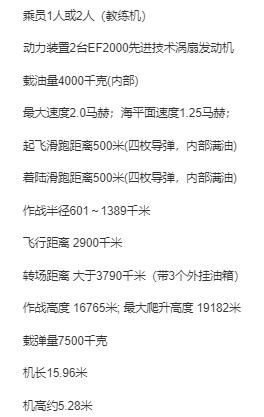 乘员1人或2人（教练机）
动力装置2台EF2000先进技术涡扇发动机
载油量4000千克(内部)
最大速度2.0马赫；海平面速度1.25马赫；
起飞滑跑距离500米(四枚导弹，内部满油)
着陆滑跑距离500米(四枚导弹，内部满油)
作战半径601～1389千米
飞行距离 2900千米
转场距离 大于3790千米（带3个外挂油箱）
作战高度 16765米; 最大爬升高度 19182米
载弹量7500千克
机长15.96米
机高约5.28米